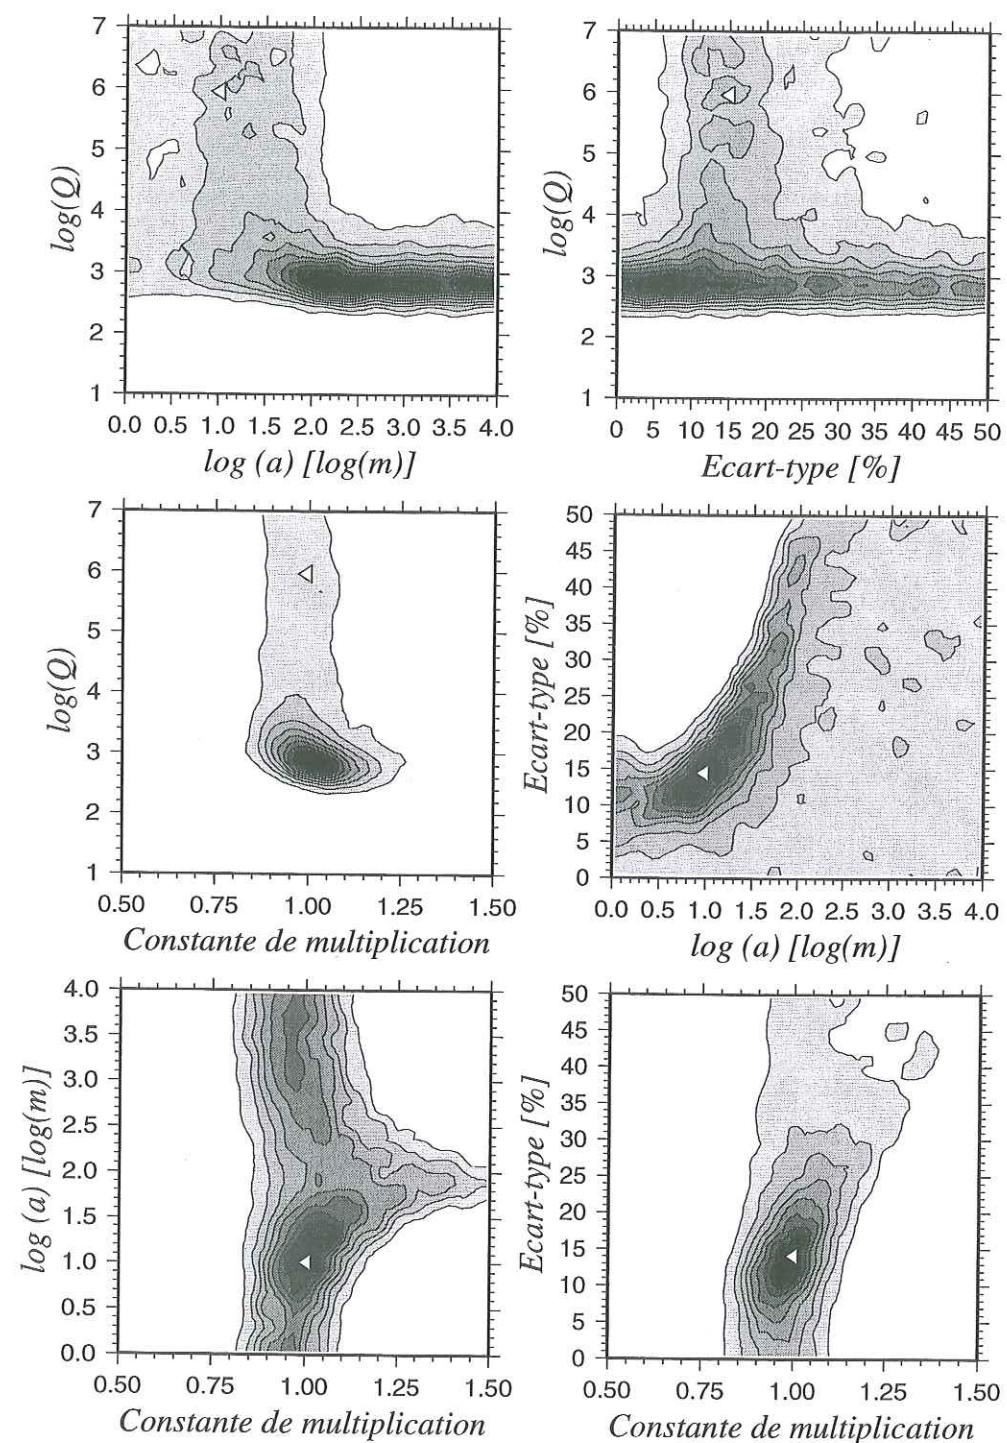 7
6
5
4
3
2
1
log(Q)
0.0 0.5 1.0 1.5 2.0 2.5 3.0 3.5 4.0
log (a) [log(m)]
7
6
5
4
3
2
1
log(Q)
0 5 10 15 20 25 30 35 40 45 50
Ecart-type [%]
7
6
5
4
3
2
1
log(Q)
0.50 0.75 1.00 1.25 1.50
Constante de multiplication
50
45
40
35
30
25
20
15
10
5
0
Ecart-type [%]
0.0 0.5 1.0 1.5 2.0 2.5 3.0 3.5 4.0
log (a) [log(m)]
4.0
3.5
3.0
2.5
2.0
1.5
1.0
0.5
0.0
log (a) [log(m)]
0.50 0.75 1.00 1.25 1.50
Constante de multiplication
50
45
40
35
30
25
20
15
10
5
0
Ecart-type [%]
0.50 0.75 1.00 1.25 1.50
Constante de multiplication